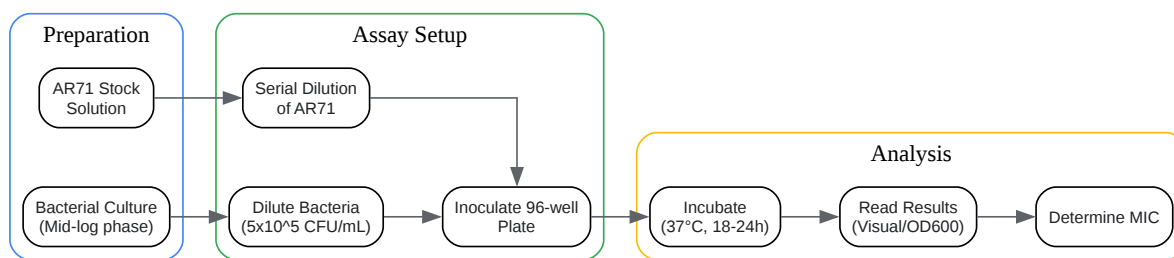 Preparation
AR71 Stock
Solution
Bacterial Culture
(Mid-log phase)
Assay Setup
Serial Dilution
of AR71
Dilute Bacteria
(5x10^5 CFU/mL)
Inoculate 96-well
Plate
Analysis
Incubate
(37°C, 18-24h)
Read Results
(Visual/OD600)
Determine MIC